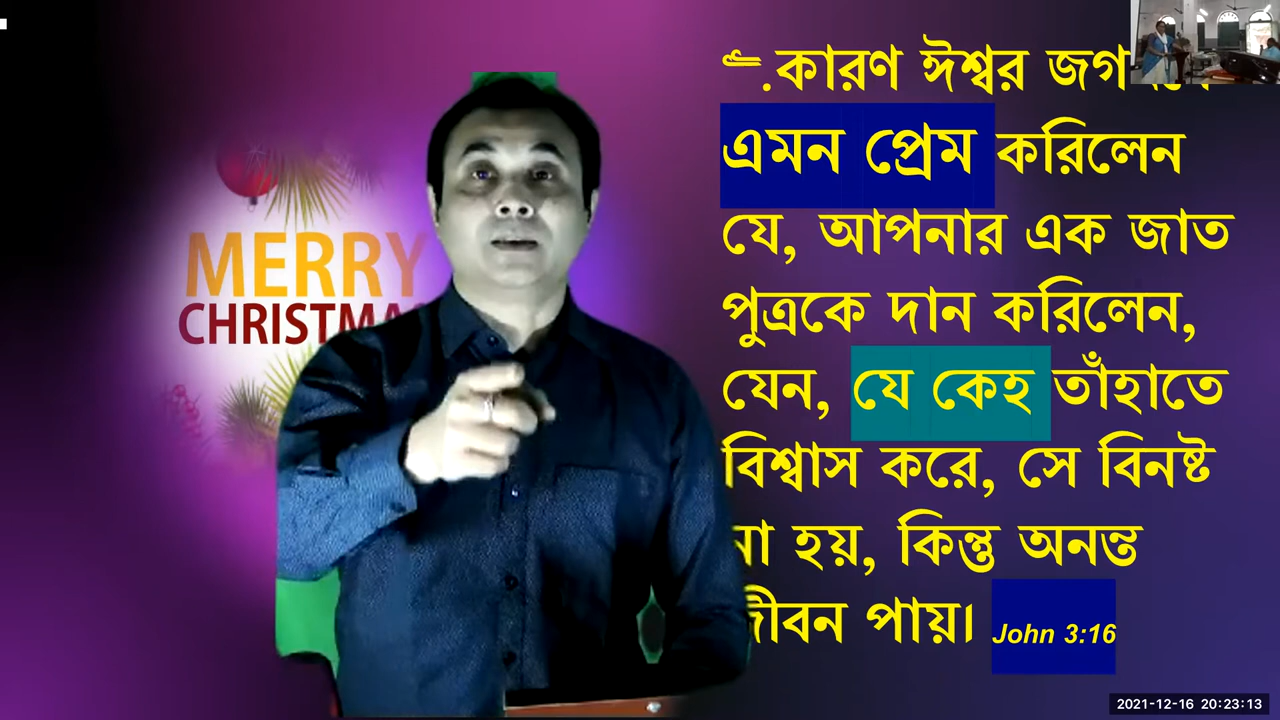 MERRY
CHRISTMA
.কারণ ঈশ্বর জগ
এমন প্রেম করিলেন
যে, আপনার এক জাত
পুত্রকে দান করিলেন,
যেন, যে কেহ তাঁহাতে
বিশ্বাস করে, সে বিনষ্ট
না হয়, কিন্তু অনন্ত
জীবন পায়। John 3:16
2021-12-16 20:23:13